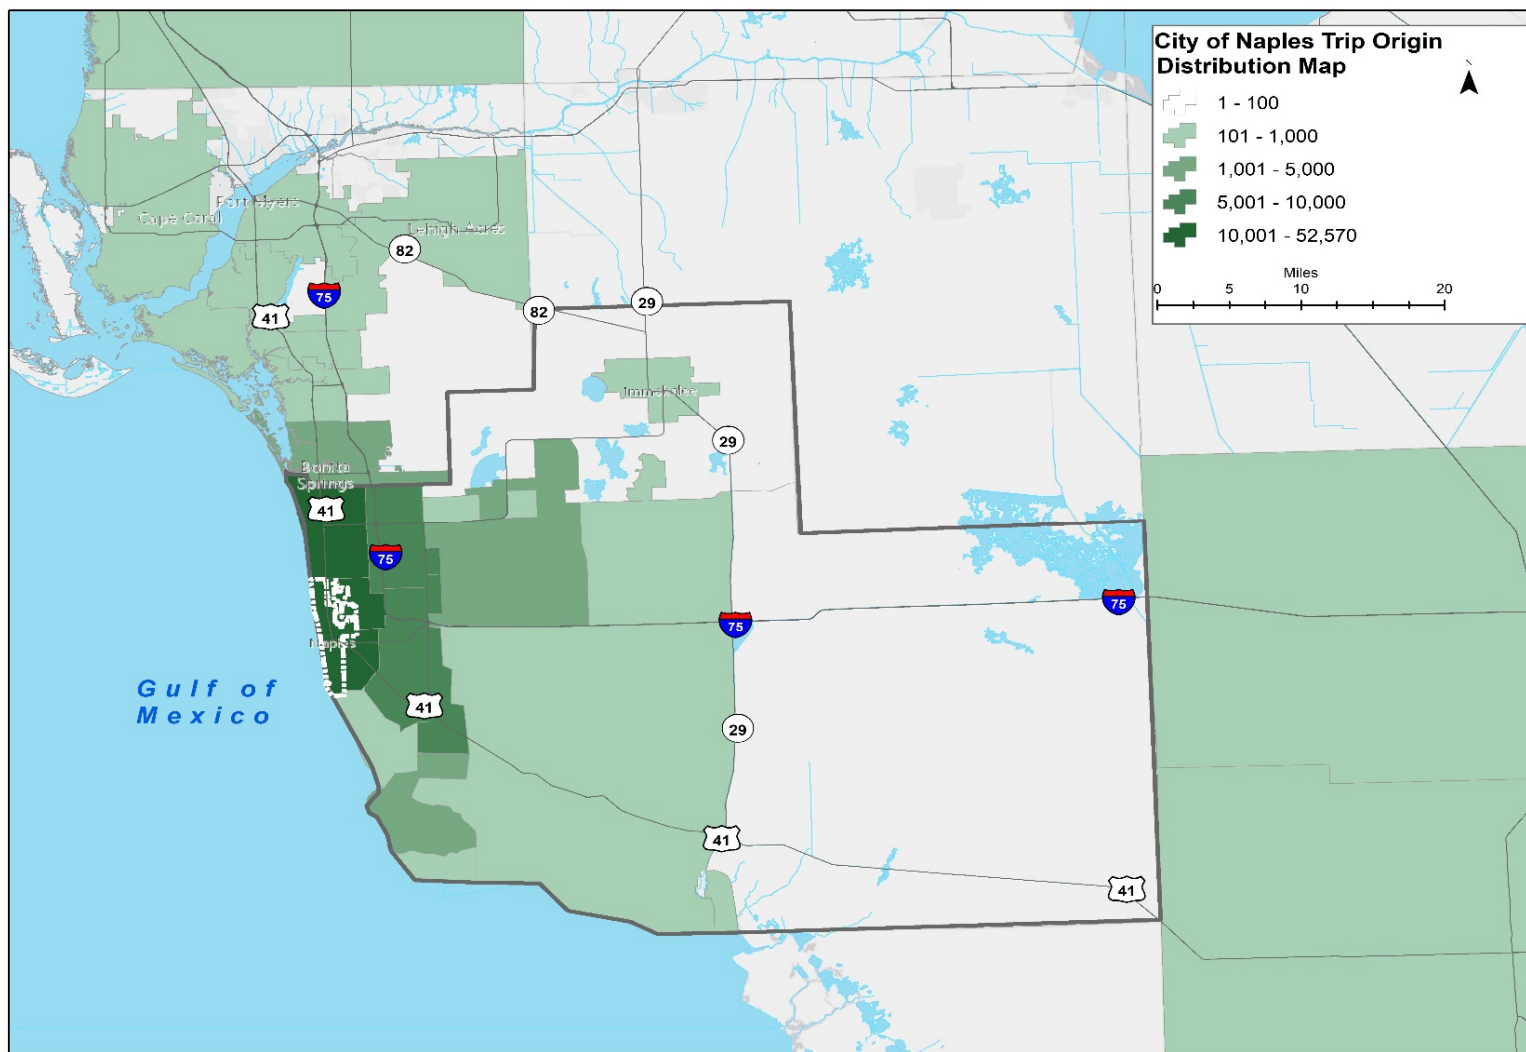 City of Naples Trip Origin
Distribution Map
N
1 - 100
101 - 1,000
1,001 - 5,000
5,001 - 10,000
10,001 - 52,570
Miles
0 5 10 20
Cape Coral
Fort Myers
Lehigh Acres
82
75
41
82
29
Immokalee
29
Bonita
Springs
41
75
75
75
Naples
Gulf of
Mexico
41
29
41
41